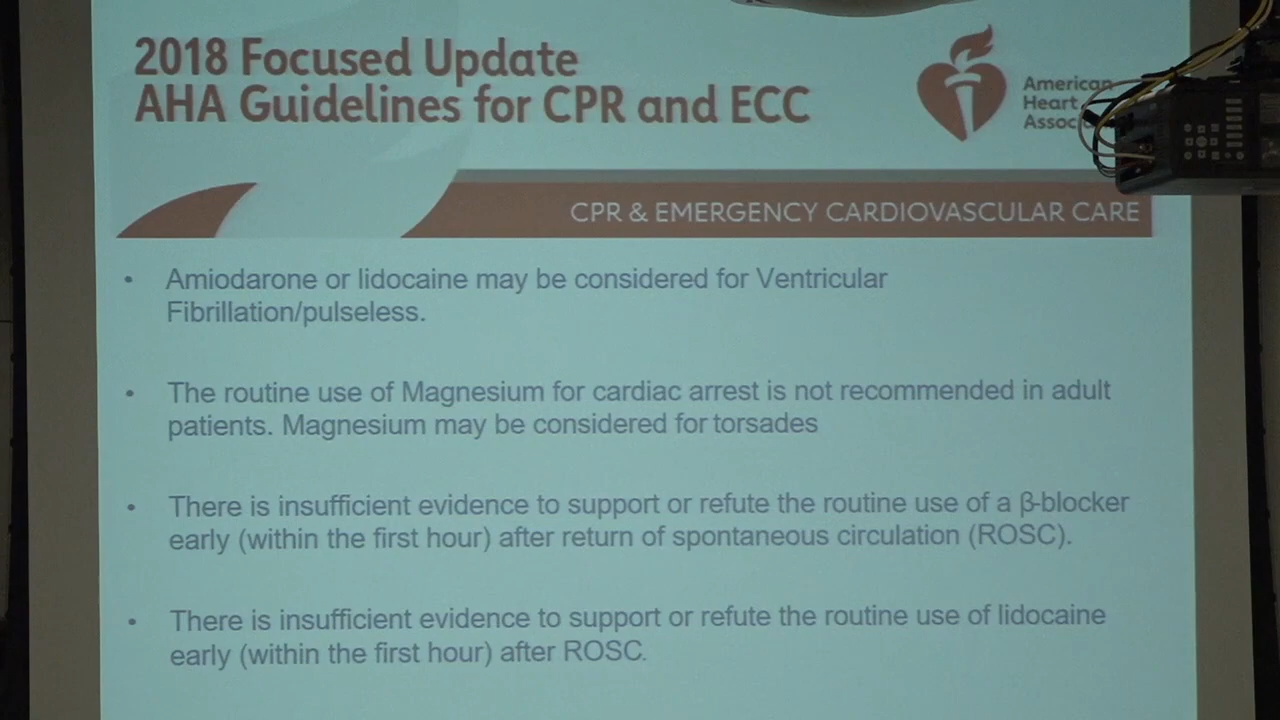 2018 Focused Update
AHA Guidelines for CPR and ECC
American
Heart
Assoc
CPR & EMERGENCY CARDIOVASCULAR CARE
• Amiodarone or lidocaine may be considered for Ventricular
Fibrillation/pulseless.
• The routine use of Magnesium for cardiac arrest is not recommended in adult
patients. Magnesium may be considered for torsades
• There is insufficient evidence to support or refute the routine use of a β-blocker
early (within the first hour) after return of spontaneous circulation (ROSC).
• There is insufficient evidence to support or refute the routine use of lidocaine
early (within the first hour) after ROSC.